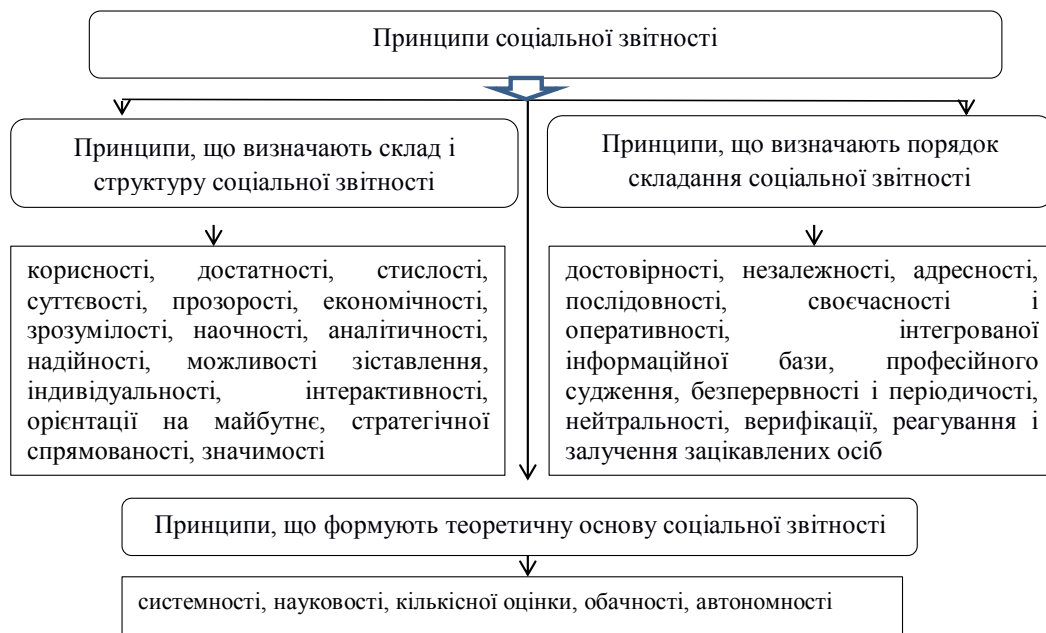 Принципи соціальної звітності
Принципи, що визначають склад і
структуру соціальної звітності
Принципи, що визначають порядок
складання соціальної звітності
корисності, достатності, стислості,
суттєвості, прозорості, економічності,
зрозумілості, наочності, аналітичності,
надійності, можливості зіставлення,
індивідуальності, інтерактивності,
орієнтації на майбутнє, стратегічної
спрямованості, значимості
достовірності, незалежності, адресності,
послідовності, своєчасності і
оперативності, інтегрованої
інформаційної бази, професійного
судження, безперервності і періодичості,
нейтральності, верифікації, реагування і
залучення зацікавлених осіб
Принципи, що формують теоретичну основу соціальної звітності
системності, науковості, кількісної оцінки, обачності, автономності